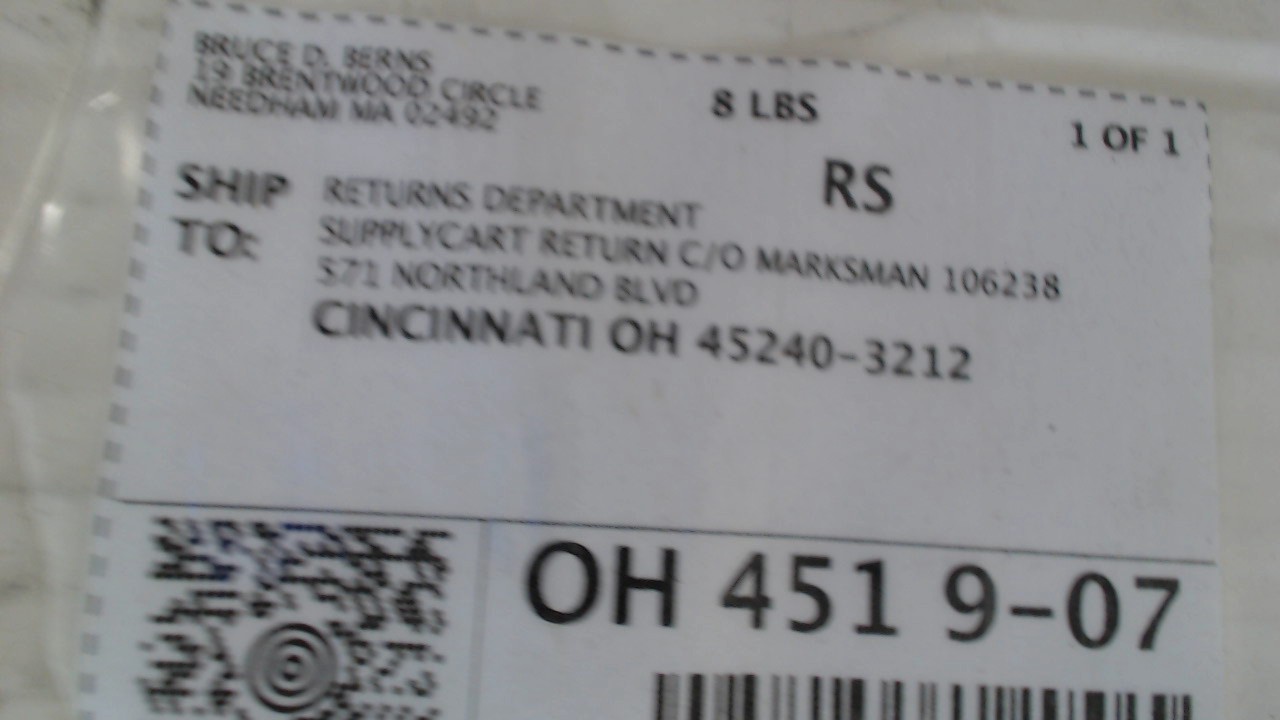 BRUCE D. BERNS
19 BRENTWOOD CIRCLE
NEEDHAM MA 02492
8 LBS
1 OF 1
RS
SHIP TO:
RETURNS DEPARTMENT
SUPPLYCART RETURN C/O MARKSMAN 106238
571 NORTHLAND BLVD
CINCINNATI OH 45240-3212
OH 451 9-07